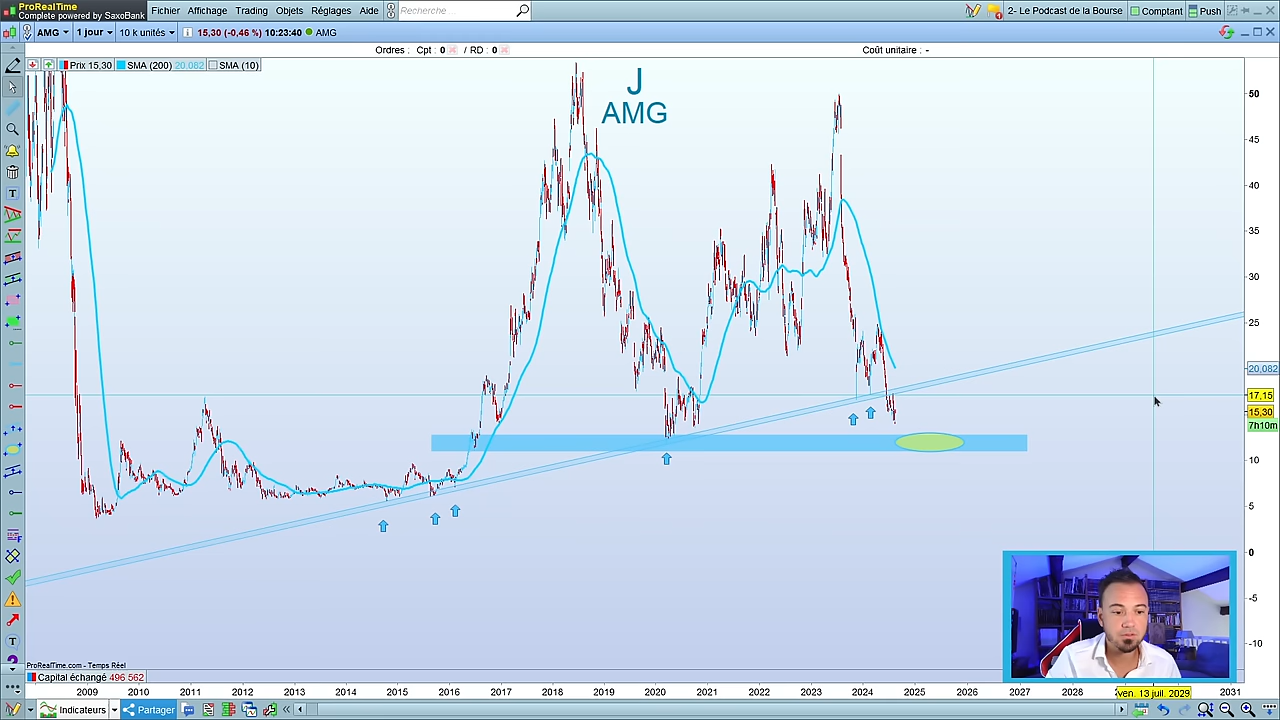 ProRealTime
Complete powered by SaxoBank
Fichier Affichage Trading Objets Réglages Aide Recherche... 2- Le Podcast de la Bourse Comptant Push
AMG 1 jour 10 k unités 15,30 (-0,46 %) 10:23:40 AMG
Ordres : Cpt : 0 / RD : 0 Coût unitaire : -
Prix 15,30 SMA (200) 20,082 SMA (10)
J
AMG
50
45
40
35
30
25
20,082
17,15
15,30
7h10m
10
5
0
-5
-10
ProRealTime.com - Temps Réel
Capital échangé 496 562
2009 2010 2011 2012 2013 2014 2015 2016 2017 2018 2019 2020 2021 2022 2023 2024 2025 2026 2027 2028 ven. 13 juil. 2029 2031
Indicateurs Partager